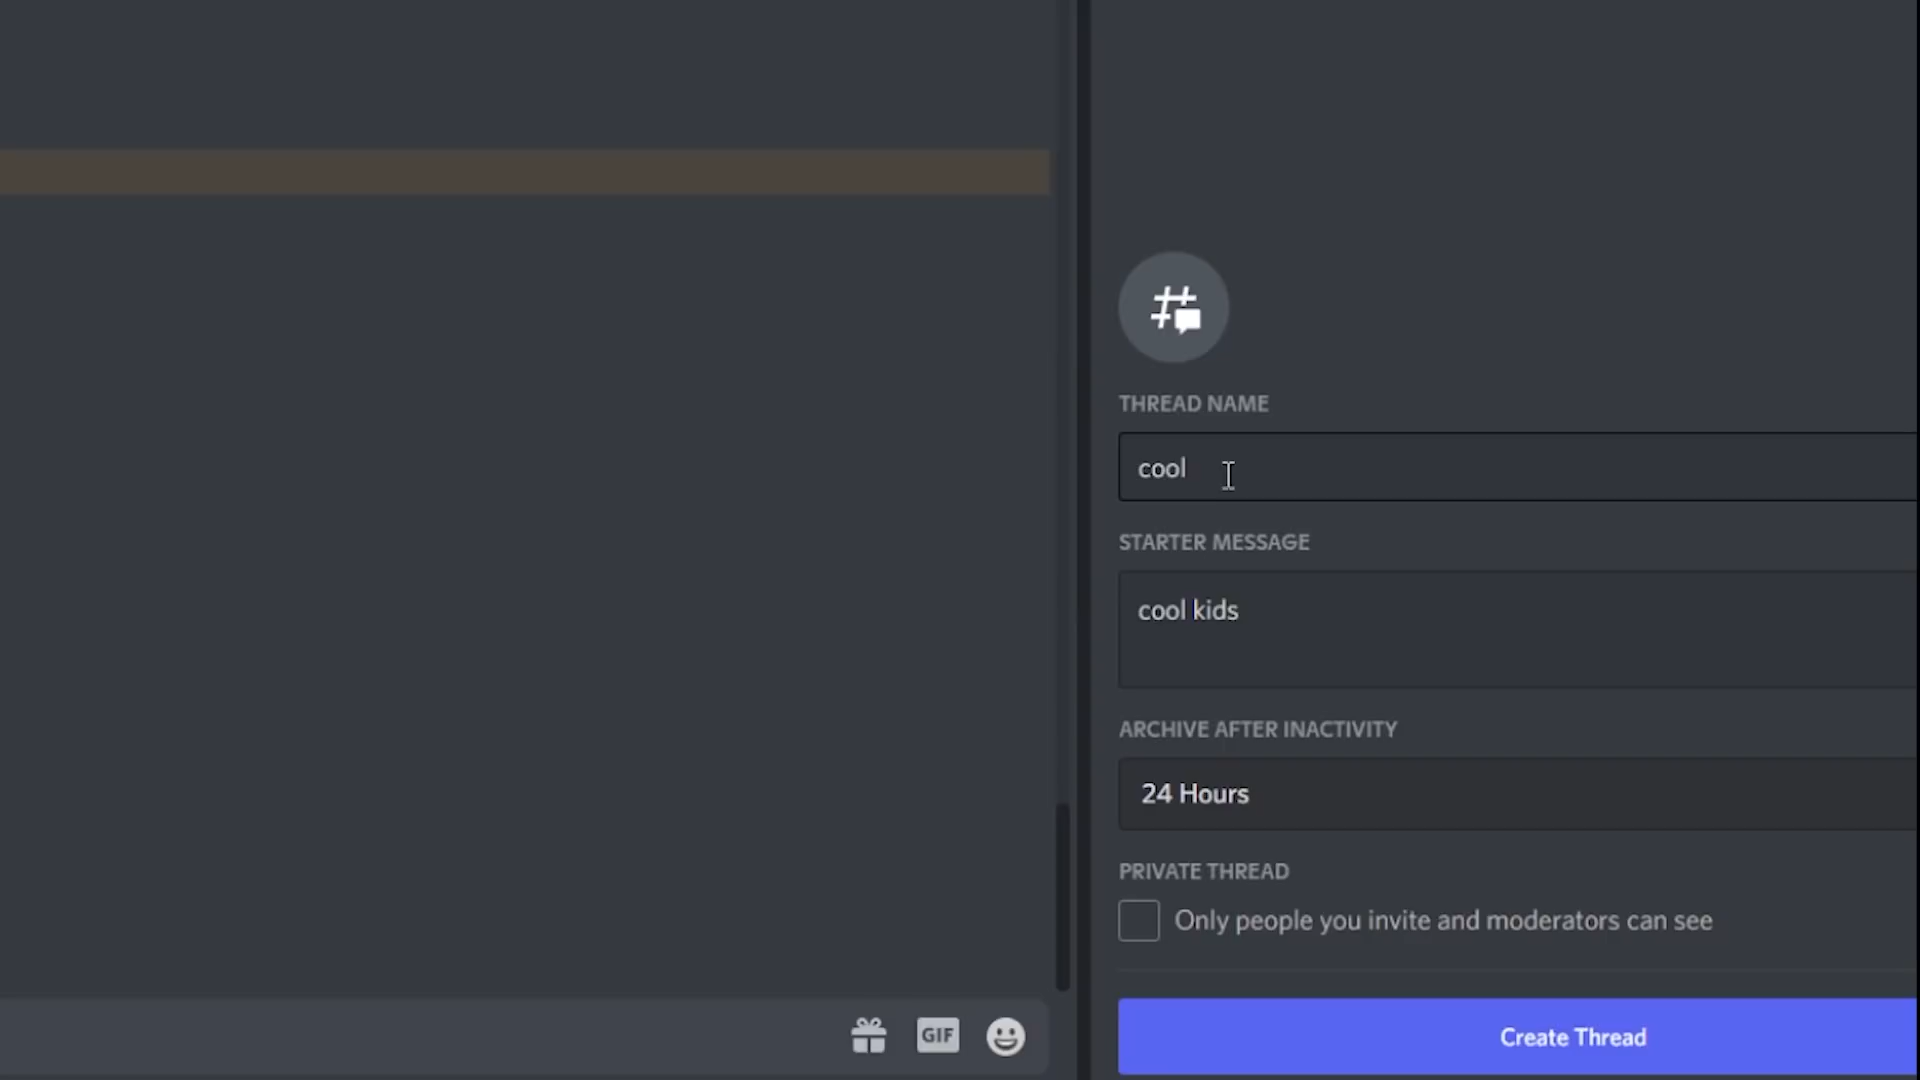 THREAD NAME
cool
STARTER MESSAGE
cool kids
ARCHIVE AFTER INACTIVITY
24 Hours
PRIVATE THREAD
Only people you invite and moderators can see
GIF
Create Thread